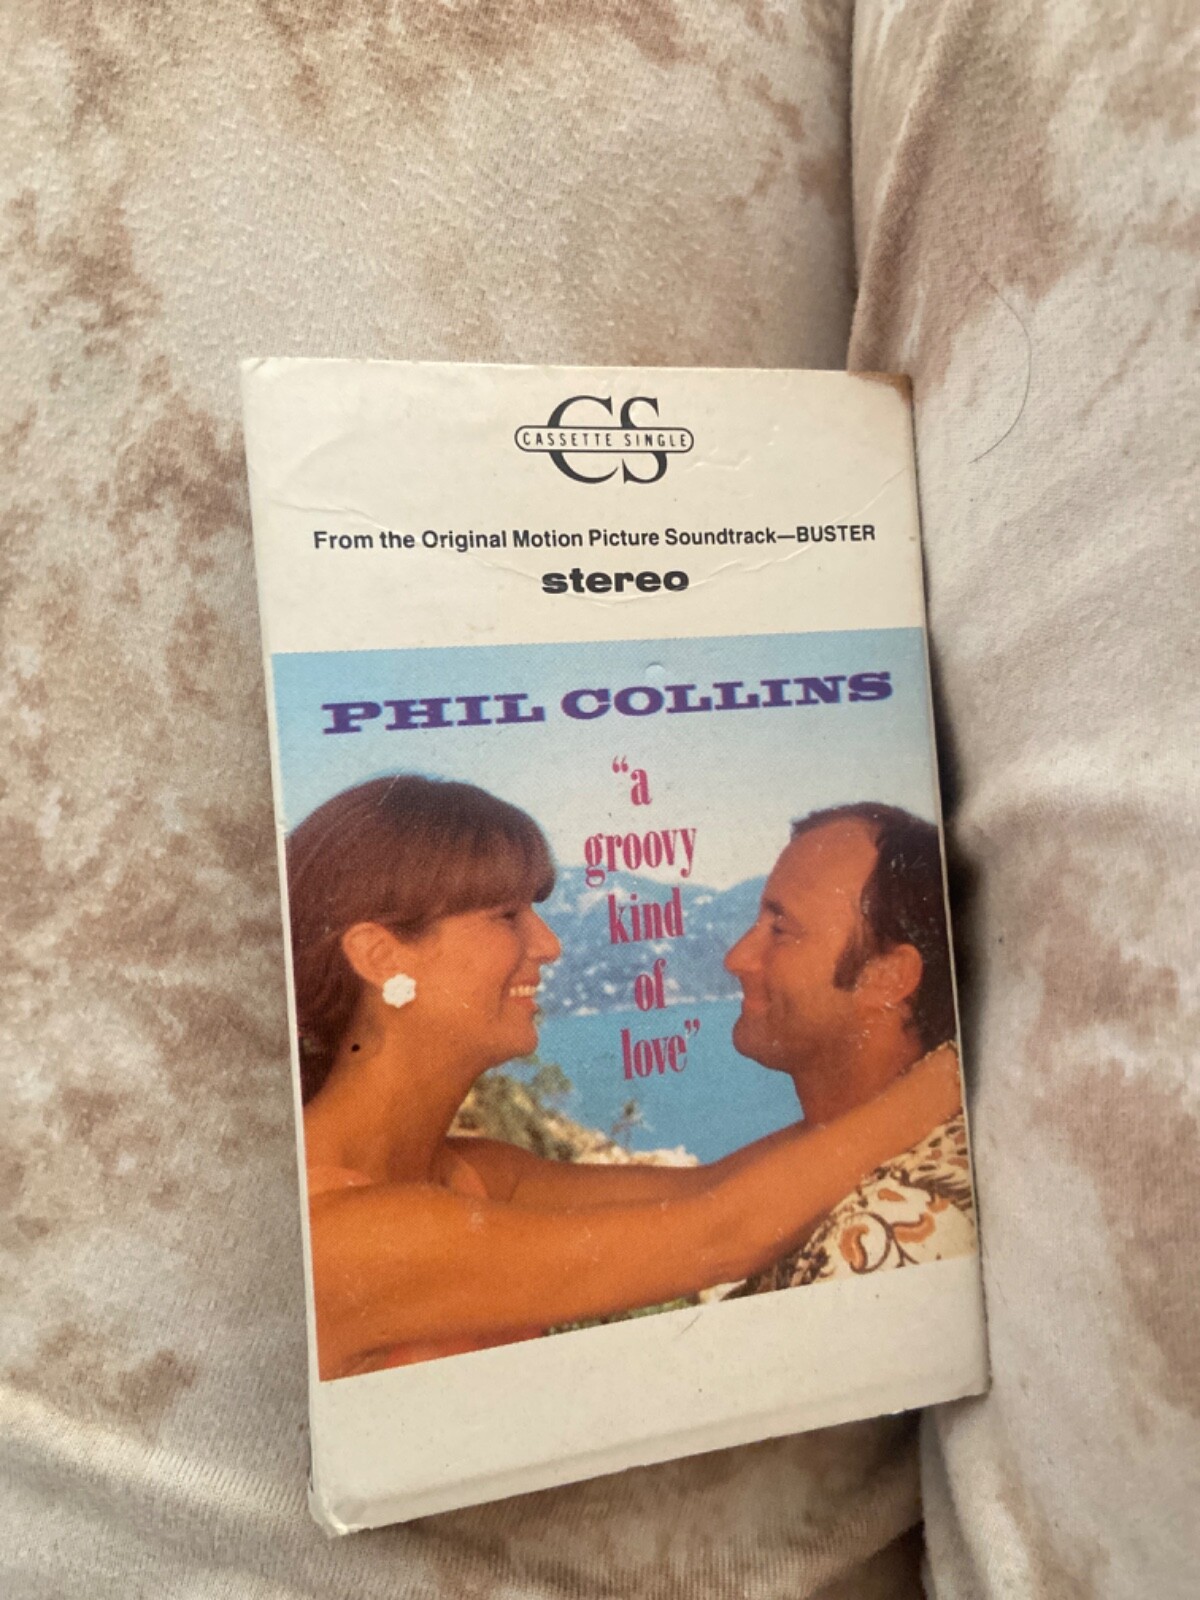 CS
CASSETTE SINGLE
From the Original Motion Picture Soundtrack—BUSTER
stereo
PHIL COLLINS
“a
groovy
kind
of
love”